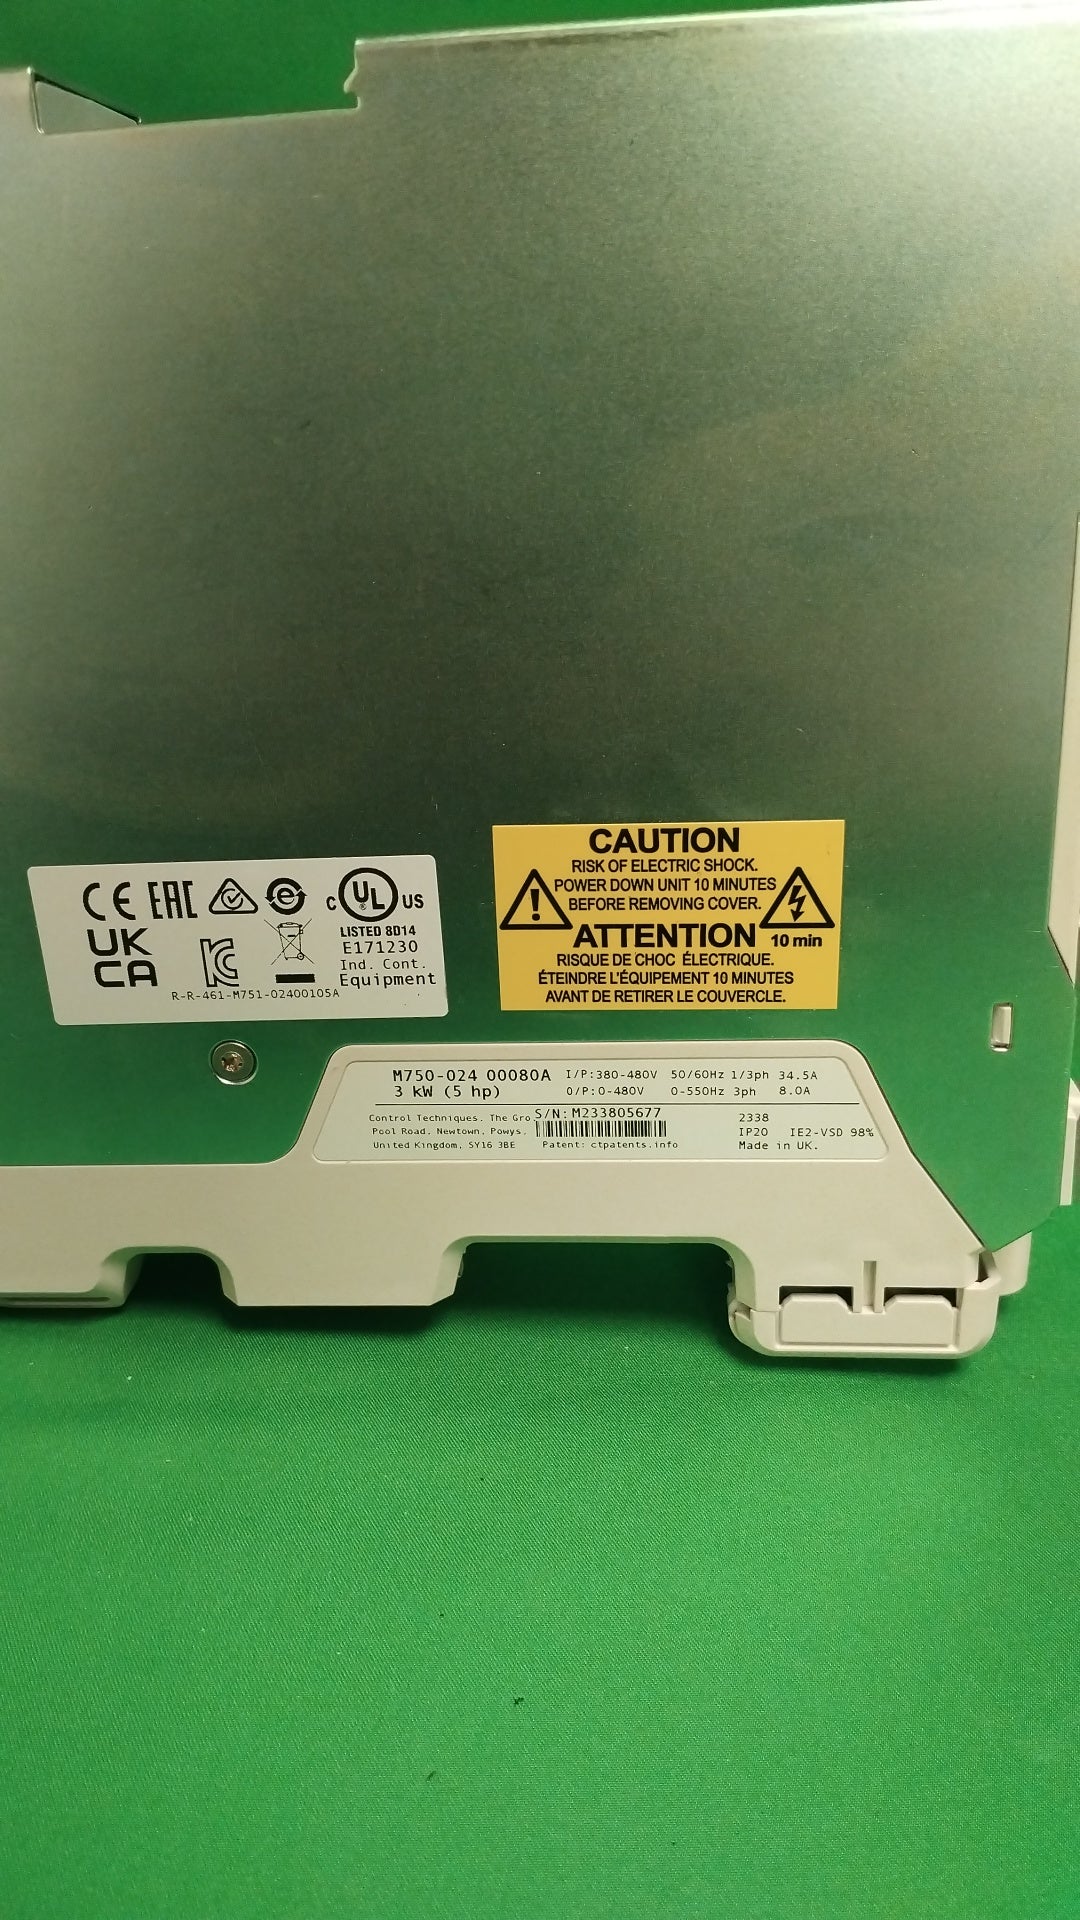 CE EAC
UL
®
C US
UK
CA
LISTED 8D14
E171230
Ind. Cont.
Equipment
R-R-461-M751-02400105A
CAUTION
RISK OF ELECTRIC SHOCK.
POWER DOWN UNIT 10 MINUTES
BEFORE REMOVING COVER.
ATTENTION 10 min
RISQUE DE CHOC ÉLECTRIQUE.
ÉTEINDRE L'ÉQUIPEMENT 10 MINUTES
AVANT DE RETIRER LE COUVERCLE.
M750-024 00080A I/P:380-480V 50/60Hz 1/3ph 34.5A
3 kW (5 hp) O/P:0-480V 0-550Hz 3ph 8.0A
Control Techniques. The Gro S/N:M233805677 2338
Pool Road, Newtown, Powys. IP20 IE2-VSD 98%
United Kingdom, SY16 3BE Patent: ctpatents.info Made in UK.